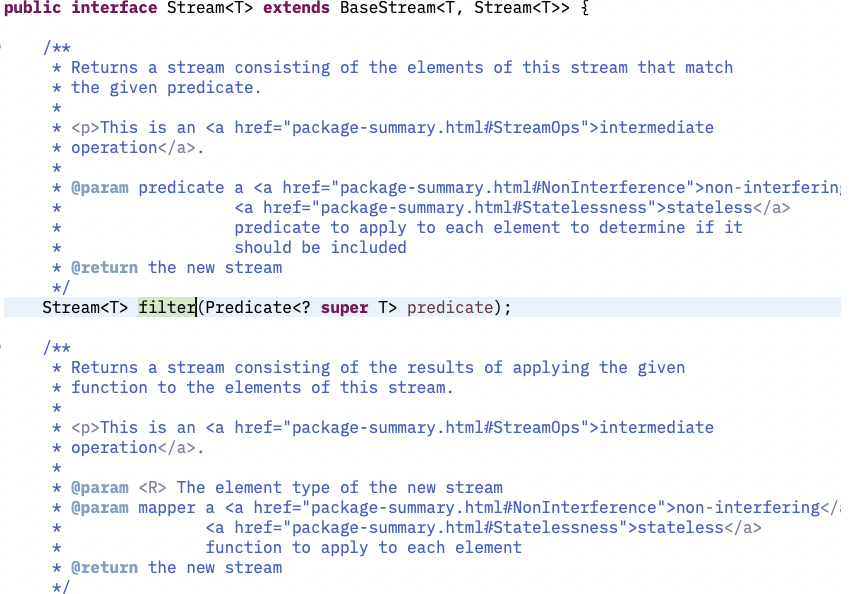 public interface Stream<T> extends BaseStream<T, Stream<T>> {
/**
* Returns a stream consisting of the elements of this stream that match
* the given predicate.
*
* <p>This is an <a href="package-summary.html#StreamOps">intermediate
* operation</a>.
*
* @param predicate a <a href="package-summary.html#NonInterference">non-interfering
* <a href="package-summary.html#Statelessness">stateless</a>
* predicate to apply to each element to determine if it
* should be included
* @return the new stream
*/
Stream<T> filter(Predicate<? super T> predicate);
/**
* Returns a stream consisting of the results of applying the given
* function to the elements of this stream.
*
* <p>This is an <a href="package-summary.html#StreamOps">intermediate
* operation</a>.
*
* @param <R> The element type of the new stream
* @param mapper a <a href="package-summary.html#NonInterference">non-interfering</a
* <a href="package-summary.html#Statelessness">stateless</a>
* function to apply to each element
* @return the new stream
*/